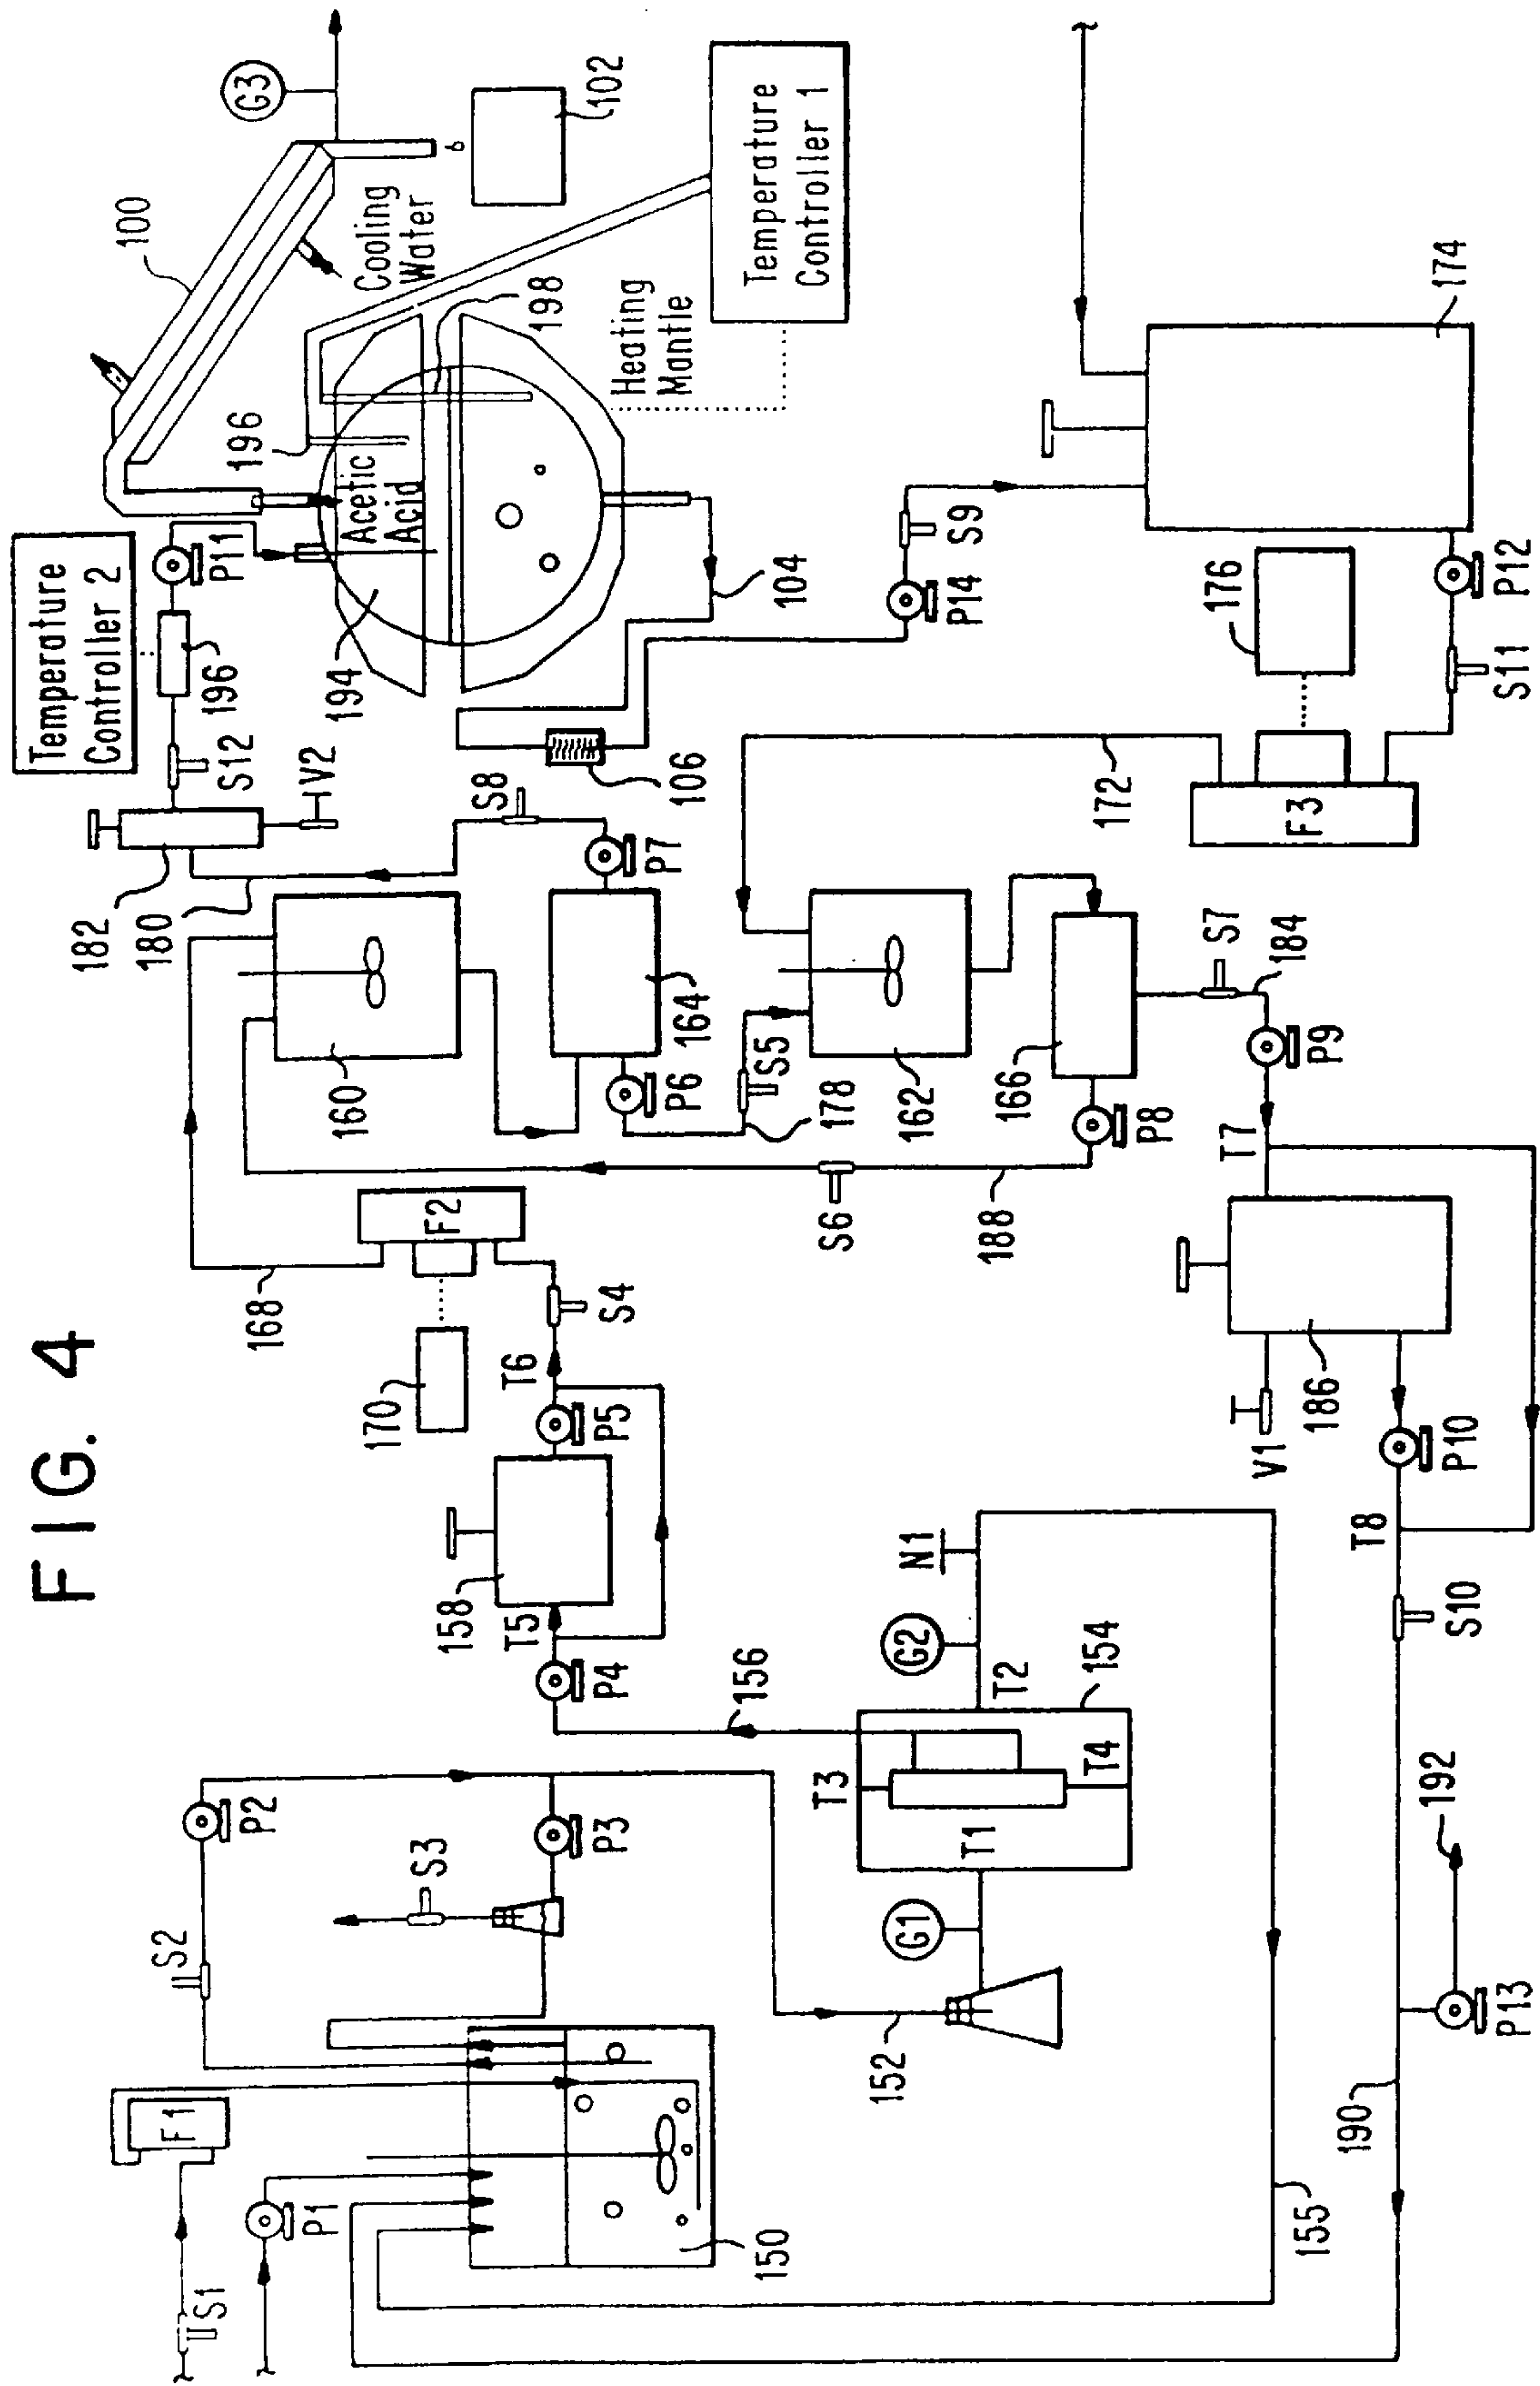 FIG. 4
G3
102
100
Cooling
Water
Temperature
Controller 1
198
Heating
Mantle
196
Acetic
Acid
Temperature
Controller 2
P11
196
194
104
S12
V2
106
182
180
S8
P7
164
P6
160
168
F2
170
S4
T6
P5
158
T5
P4
156
S9
P14
174
P12
176
S11
F3
172
S5
178
162
166
S7
184
P9
P8
S6
188
T7
186
V1
P10
T8
S10
N1
G2
T2
154
T3
T4
T1
G1
P2
S3
P3
S2
F1
P1
S1
150
152
155
190
192
P13